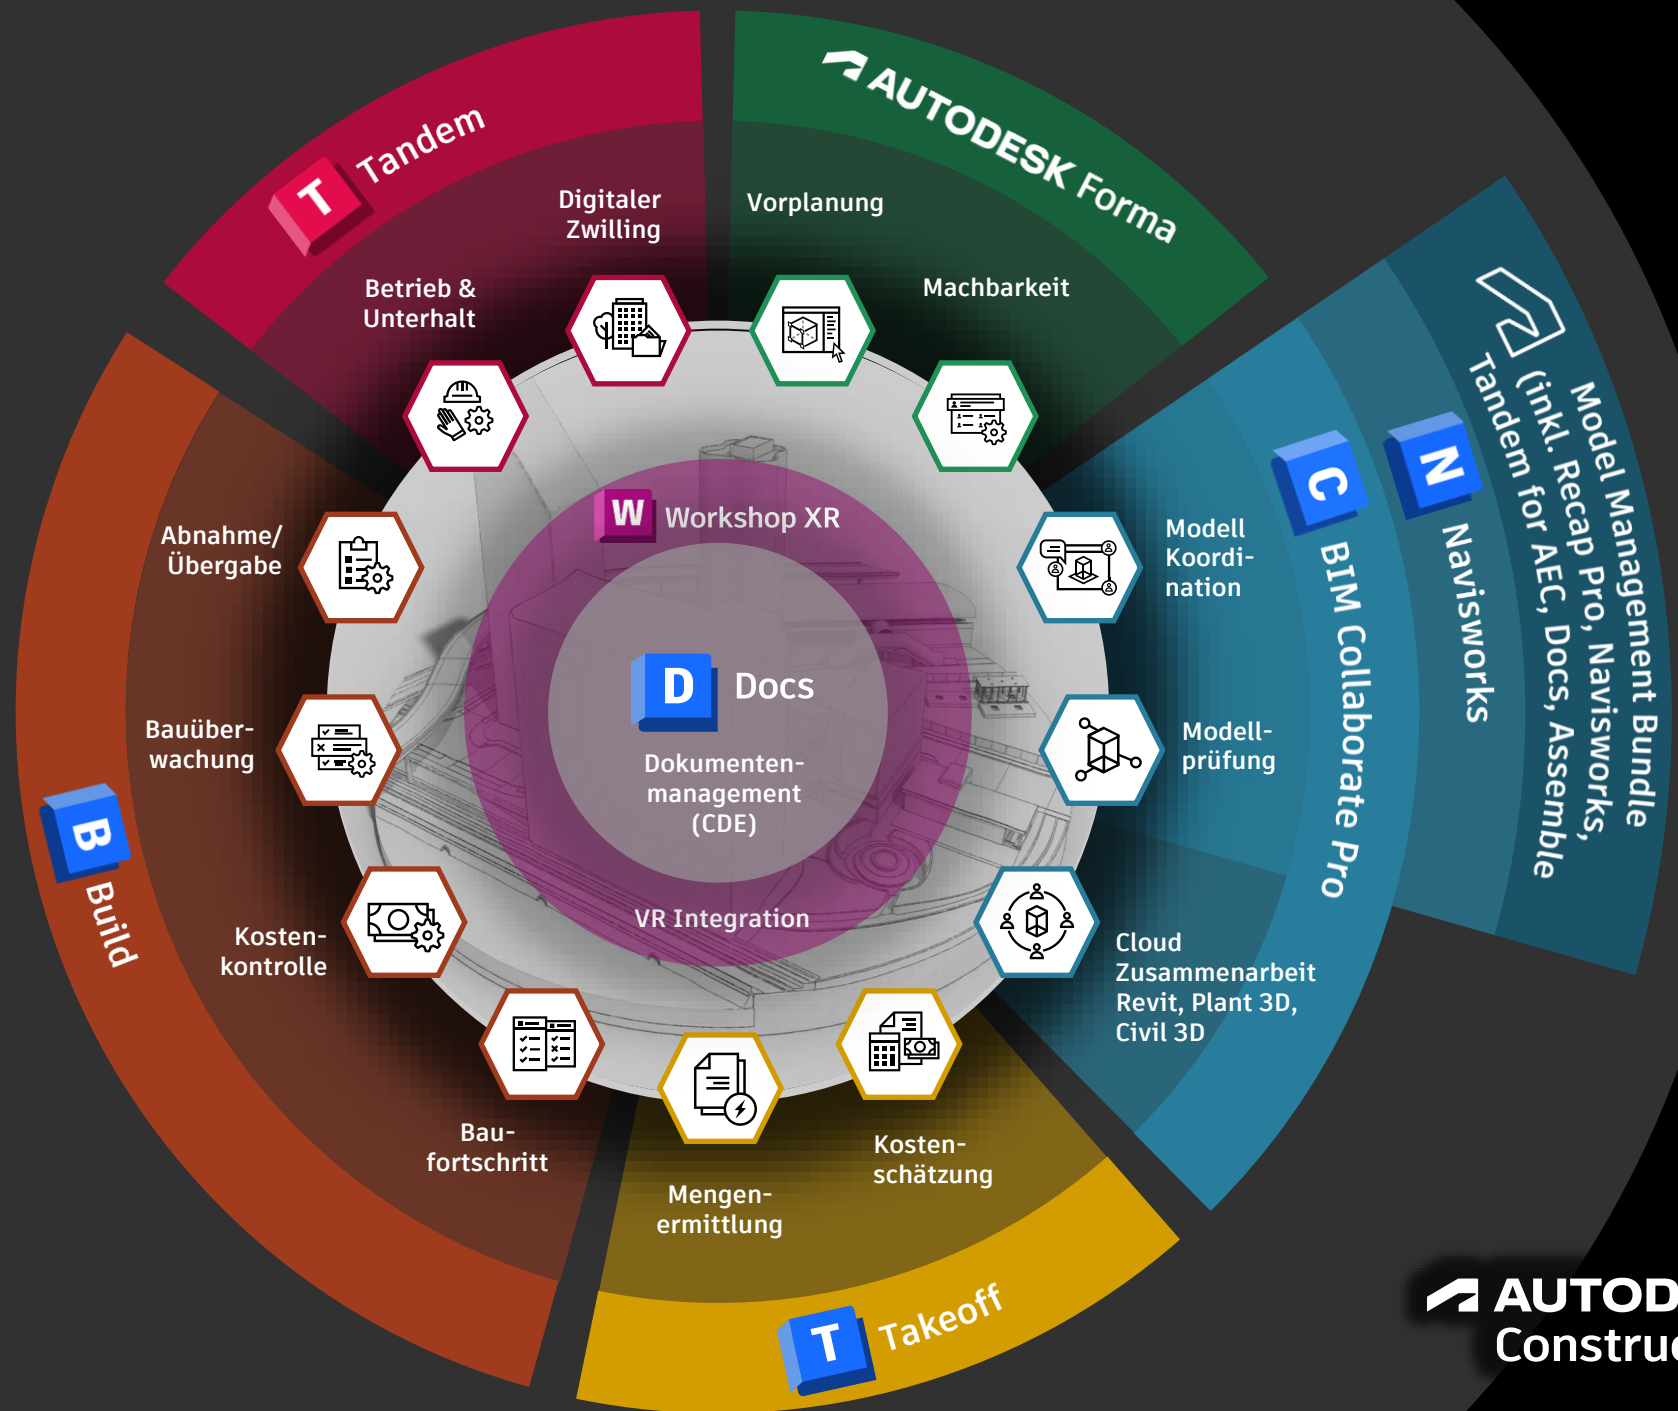 T Tandem
Digitaler
Zwilling
Betrieb &
Unterhalt
AUTODESK Forma
Vorplanung
Machbarkeit
Model Management Bundle
(inkl. Recap Pro, Navisworks,
Tandem for AEC, Docs, Assemble
N Navisworks
C BIM Collaborate Pro
Modell
Koordi-
nation
Modell-
prüfung
Cloud
Zusammenarbeit
Revit, Plant 3D,
Civil 3D
T Takeoff
Kosten-
schätzung
Mengen-
ermittlung
B Build
Bau-
fortschritt
Kosten-
kontrolle
Bauüber-
wachung
Abnahme/
Übergabe
W Workshop XR
D Docs
Dokumenten-
management
(CDE)
VR Integration
AUTOD
Construc